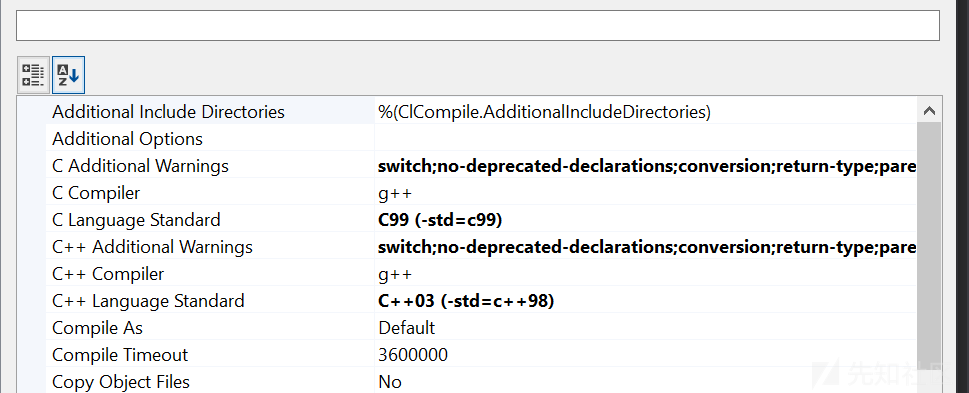 Additional Include Directories %(ClCompile.AdditionalIncludeDirectories)
Additional Options
C Additional Warnings switch;no-deprecated-declarations;conversion;return-type;pare
C Compiler g++
C Language Standard C99 (-std=c99)
C++ Additional Warnings switch;no-deprecated-declarations;conversion;return-type;pare
C++ Compiler g++
C++ Language Standard C++03 (-std=c++98)
Compile As Default
Compile Timeout 3600000
Copy Object Files No
先知社